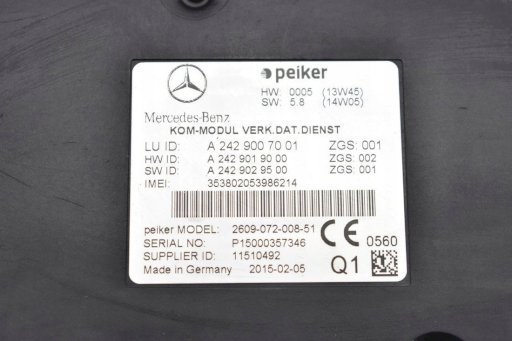 peiker
HW: 0005 (13W45)
SW: 5.8 (14W05)
Mercedes-Benz
KOM-MODUL VERK.DAT.DIENST
LU ID: A 242 900 70 01 ZGS: 001
HW ID: A 242 901 90 00 ZGS: 002
SW ID: A 242 902 95 00 ZGS: 001
IMEI: 353802053986214
peiker MODEL: 2609-072-008-51
SERIAL NO: P15000357346
CE 0560
SUPPLIER ID: 11510492
Made in Germany 2015-02-05 Q1